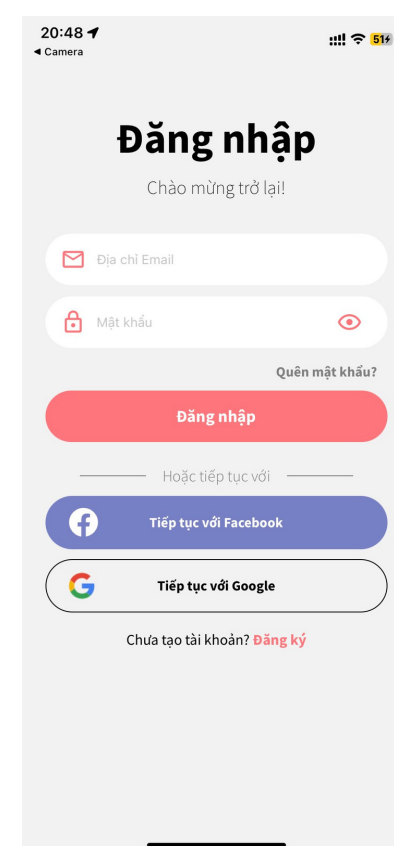 20:48
◀ Camera
51
Đăng nhập
Chào mừng trở lại!
Địa chỉ Email
Mật khẩu
Quên mật khẩu?
Đăng nhập
Hoặc tiếp tục với
Tiếp tục với Facebook
Tiếp tục với Google
Chưa tạo tài khoản? Đăng ký